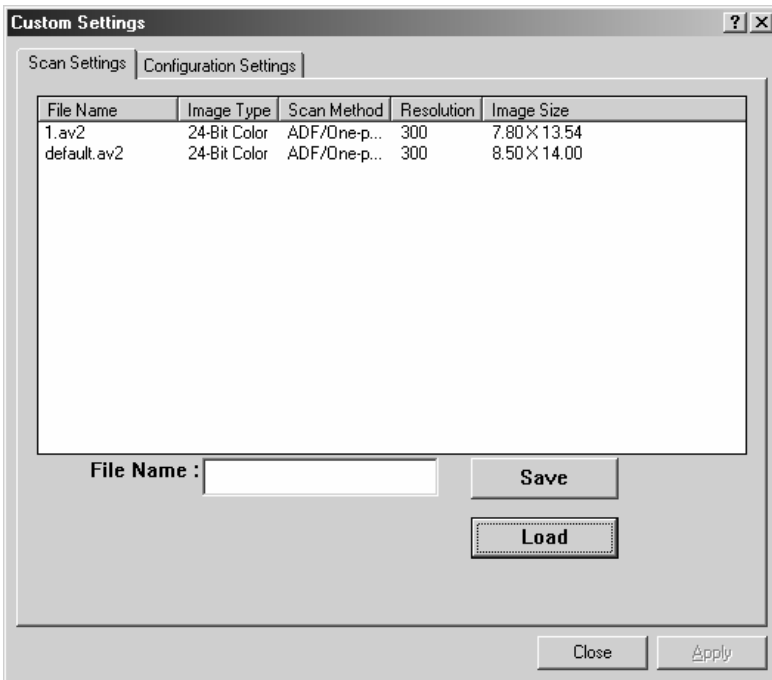 Custom Settings
Scan Settings Configuration Settings
File Name Image Type Scan Method Resolution Image Size
1.av2 24-Bit Color ADF/One-p... 300 7.80 X 13.54
default.av2 24-Bit Color ADF/One-p... 300 8.50 X 14.00
File Name :
Save
Load
Close Apply